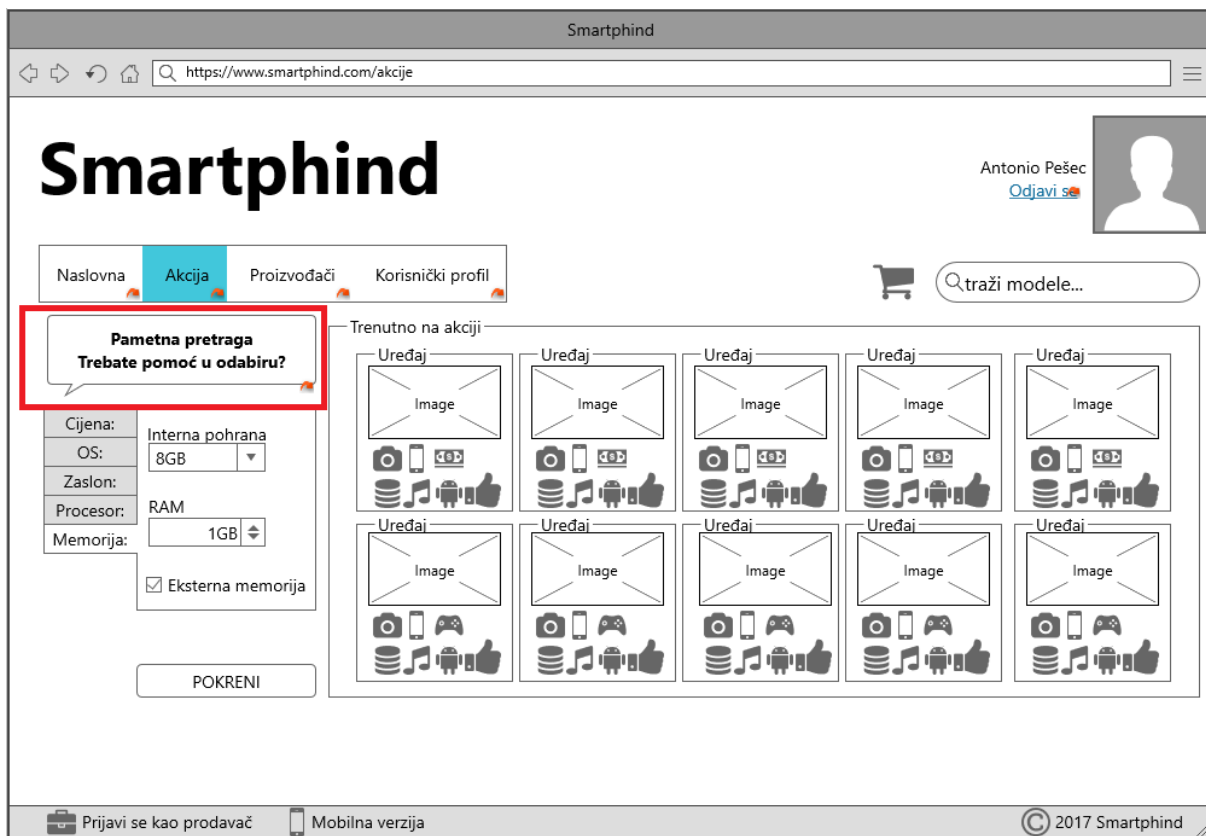 Smartphind
https://www.smartphind.com/akcije
Smartphind
Antonio Pešec
Odjavi se
Naslovna Akcija Proizvođači Korisnički profil
traži modele...
Pametna pretraga
Trebate pomoć u odabiru?
Cijena:
OS:
Zaslon:
Procesor:
Memorija:
Interna pohrana
8GB
RAM
1GB
Eksterna memorija
POKRENI
Trenutno na akciji
Uređaj Uređaj Uređaj Uređaj Uređaj
Image Image Image Image Image
Uređaj Uređaj Uređaj Uređaj Uređaj
Image Image Image Image Image
Prijavi se kao prodavač Mobilna verzija © 2017 Smartphind